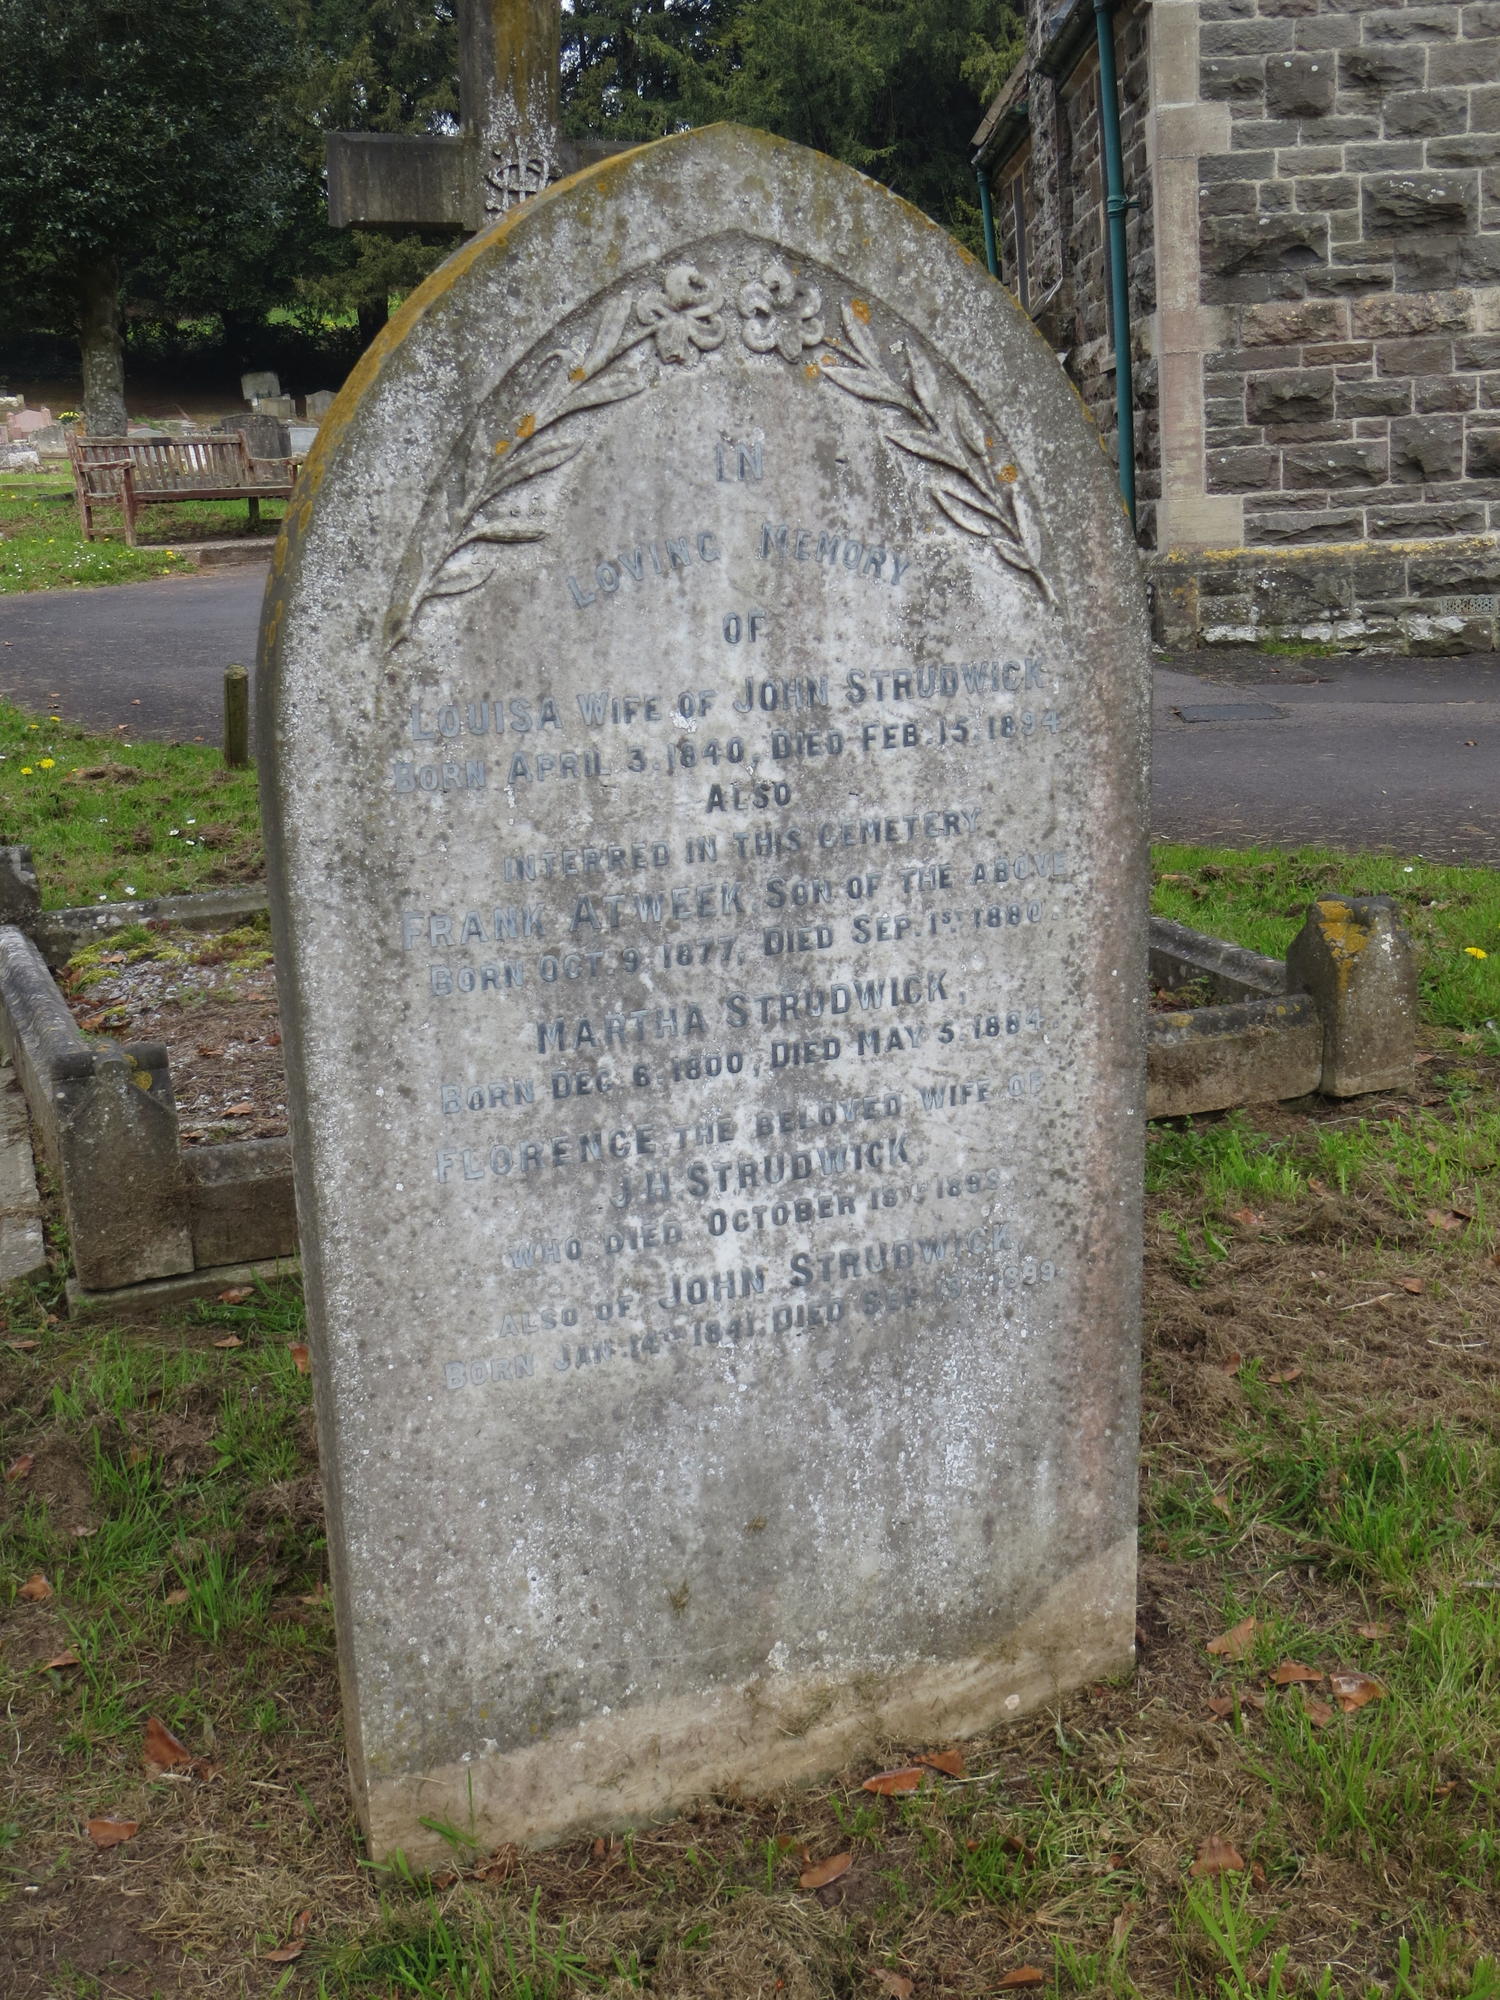 IN
LOVING MEMORY
OF
LOUISA WIFE OF JOHN STRUDWICK
BORN APRIL 3. 1840, DIED FEB. 15. 1894
ALSO
INTERRED IN THIS CEMETERY
FRANK ATWEEK, SON OF THE ABOVE
BORN OCT. 9. 1877, DIED SEP. 1ST 1880.
MARTHA STRUDWICK,
BORN DEC. 6. 1800, DIED MAY 5. 1884
FLORENCE, THE BELOVED WIFE OF
J.H. STRUDWICK,
WHO DIED OCTOBER 18TH
ALSO OF JOHN STRUDWICK,
BORN JAN. 14TH 1841, DIED SEP. 1899.